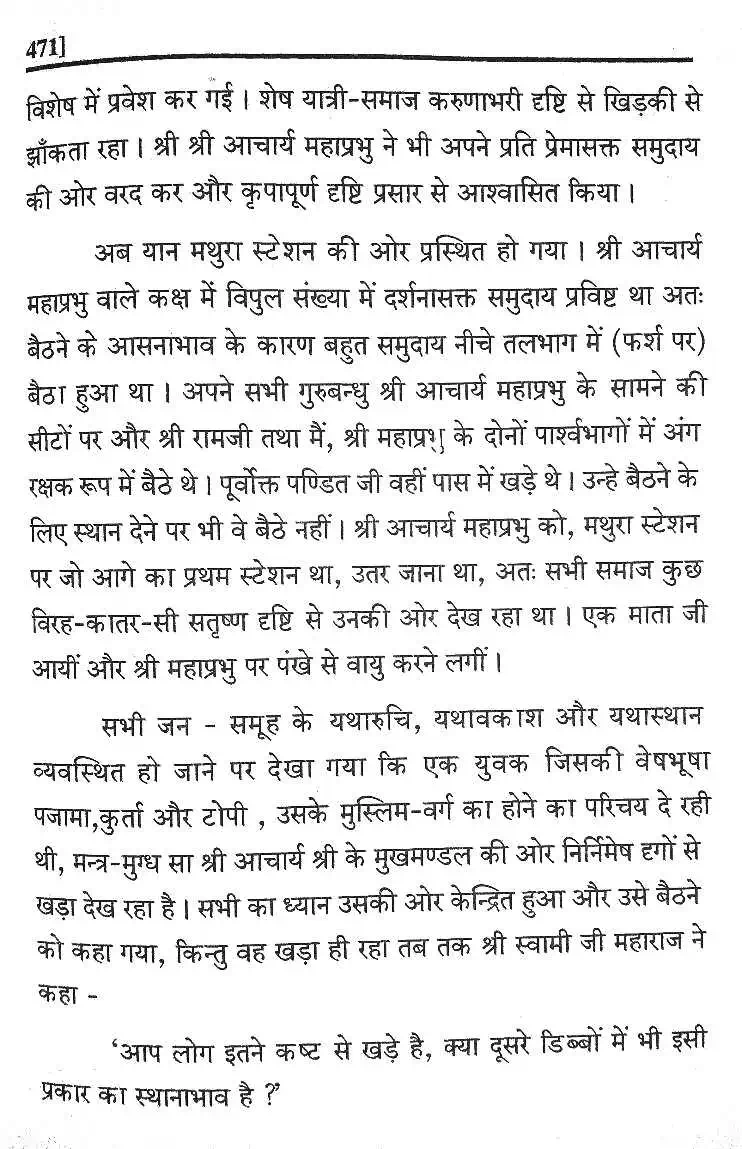 471]
विशेष में प्रवेश कर गई । शेष यात्री-समाज करुणाभरी दृष्टि से खिड़की से
झाँकता रहा । श्री श्री आचार्य महाप्रभु ने भी अपने प्रति प्रेमासक्त समुदाय
की ओर वरद कर और कृपापूर्ण दृष्टि प्रसार से आश्वासित किया ।
अब यान मथुरा स्टेशन की ओर प्रस्थित हो गया । श्री आचार्य
महाप्रभु वाले कक्ष में विपुल संख्या में दर्शनासक्त समुदाय प्रविष्ट था अतः
बैठने के आसनाभाव के कारण बहुत समुदाय नीचे तलभाग में (फर्श पर)
बैठा हुआ था । अपने सभी गुरुबन्धु श्री आचार्य महाप्रभु के सामने की
सीटों पर और श्री रामजी तथा मैं, श्री महाप्रभु के दोनों पार्श्वभागों में अंग
रक्षक रूप में बैठे थे । पूर्वोक्त पण्डित जी वहीं पास में खड़े थे । उन्हे बैठने के
लिए स्थान देने पर भी वे बैठे नहीं । श्री आचार्य महाप्रभु को, मथुरा स्टेशन
पर जो आगे का प्रथम स्टेशन था, उतर जाना था, अतः सभी समाज कुछ
विरह-कातर-सी सतृष्ण दृष्टि से उनकी ओर देख रहा था । एक माता जी
आयीं और श्री महाप्रभु पर पंखे से वायु करने लगीं ।
सभी जन - समूह के यथारुचि, यथावकाश और यथास्थान
व्यवस्थित हो जाने पर देखा गया कि एक युवक जिसकी वेषभूषा
पजामा,कुर्ता और टोपी , उसके मुस्लिम-वर्ग का होने का परिचय दे रही
थी, मन्त्र-मुग्ध सा श्री आचार्य श्री के मुखमण्डल की ओर निर्निमेष दृगों से
खड़ा देख रहा है । सभी का ध्यान उसकी ओर केन्द्रित हुआ और उसे बैठने
को कहा गया, किन्तु वह खड़ा ही रहा तब तक श्री स्वामी जी महाराज ने
कहा -
‘आप लोग इतने कष्ट से खड़े है, क्या दूसरे डिब्बों में भी इसी
प्रकार का स्थानाभाव है ?’